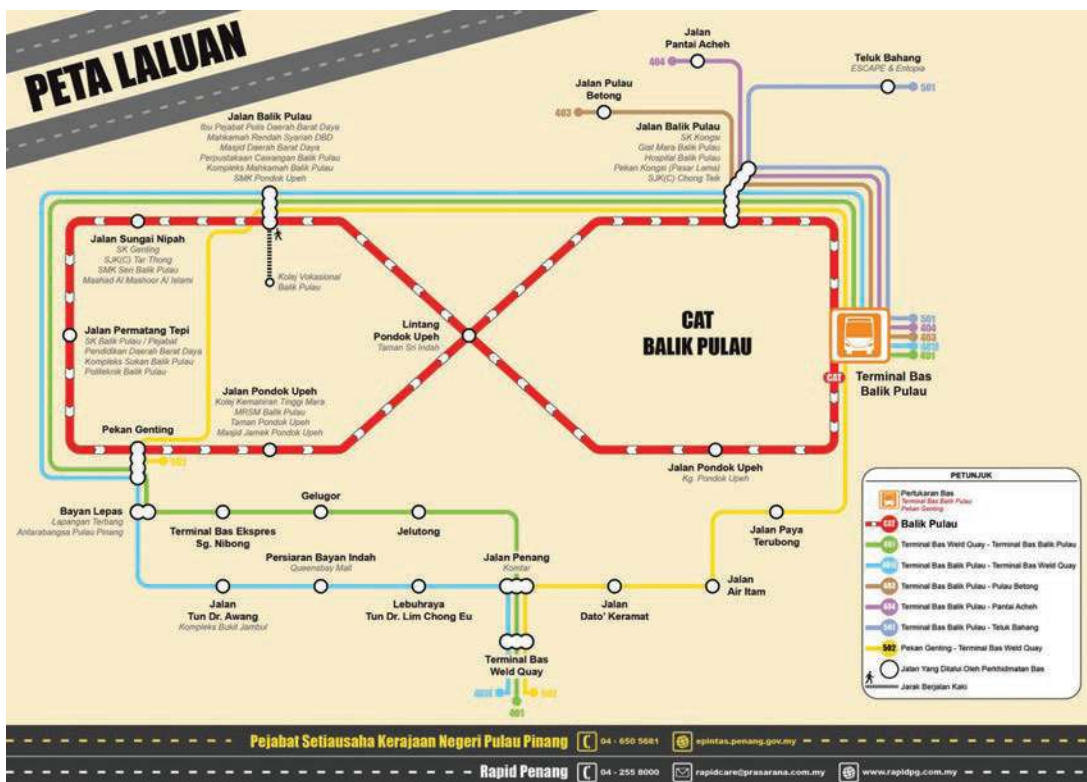 PETA LALUAN
Jalan
Pantai Acheh
404
Teluk Bahang
ESCAPE & Entopia
501
Jalan Pulau
Betong
403
Jalan Balik Pulau
Ibu Pejabat Polis Daerah Barat Daya
Mahkamah Rendah Syariah DBD
Masjid Daerah Barat Daya
Perpustakaan Cawangan Balik Pulau
Kompleks Mahkamah Balik Pulau
SMK Pondok Upeh
Jalan Balik Pulau
SK Kongsi
Giat Mara Balik Pulau
Hospital Balik Pulau
Pekan Kongsi (Pasar Lama)
SJK(C) Chong Teik
Jalan Sungai Nipah
SK Genting
SJK(C) Tar Thong
SMK Seri Balik Pulau
Maahad Al Mashoor Al Islami
Kolej Vokasional
Balik Pulau
Jalan Permatang Tepi
SK Balik Pulau / Pejabat
Pendidikan Daerah Barat Daya
Kompleks Sukan Balik Pulau
Politeknik Balik Pulau
Lintang
Pondok Upeh
Taman Sri Indah
CAT
BALIK PULAU
501
404
403
401E
401
CAT
Terminal Bas
Balik Pulau
Jalan Pondok Upeh
Kolej Kemahiran Tinggi Mara
MRSM Balik Pulau
Taman Pondok Upeh
Masjid Jamek Pondok Upeh
Pekan Genting
502
Jalan Pondok Upeh
Kg. Pondok Upeh
Bayan Lepas
Lapangan Terbang
Antarabangsa Pulau Pinang
Terminal Bas Ekspres
Sg. Nibong
Gelugor
Jelutong
Jalan Penang
Komtar
Jalan Paya
Terubong
Persiaran Bayan Indah
Queensbay Mall
Jalan
Tun Dr. Awang
Kompleks Bukit Jambul
Lebuhraya
Tun Dr. Lim Chong Eu
Jalan
Dato' Keramat
Jalan
Air Itam
Terminal Bas
Weld Quay
401E
401
502
PETUNJUK
Pertukaran Bas
Terminal Bas Balik Pulau
Pekan Genting
CAT Balik Pulau
401 Terminal Bas Weld Quay - Terminal Bas Balik Pulau
401E Terminal Bas Balik Pulau - Terminal Bas Weld Quay
403 Terminal Bas Balik Pulau - Pulau Betong
404 Terminal Bas Balik Pulau - Pantai Acheh
501 Terminal Bas Balik Pulau - Teluk Bahang
502 Pekan Genting - Terminal Bas Weld Quay
Jalan Yang Dilalui Oleh Perkhidmatan Bas
Jarak Berjalan Kaki
Pejabat Setiausaha Kerajaan Negeri Pulau Pinang 04 - 650 5681 epintas.penang.gov.my
Rapid Penang 04 - 255 8000 rapidcare@prasarana.com.my www.rapidpg.com.my